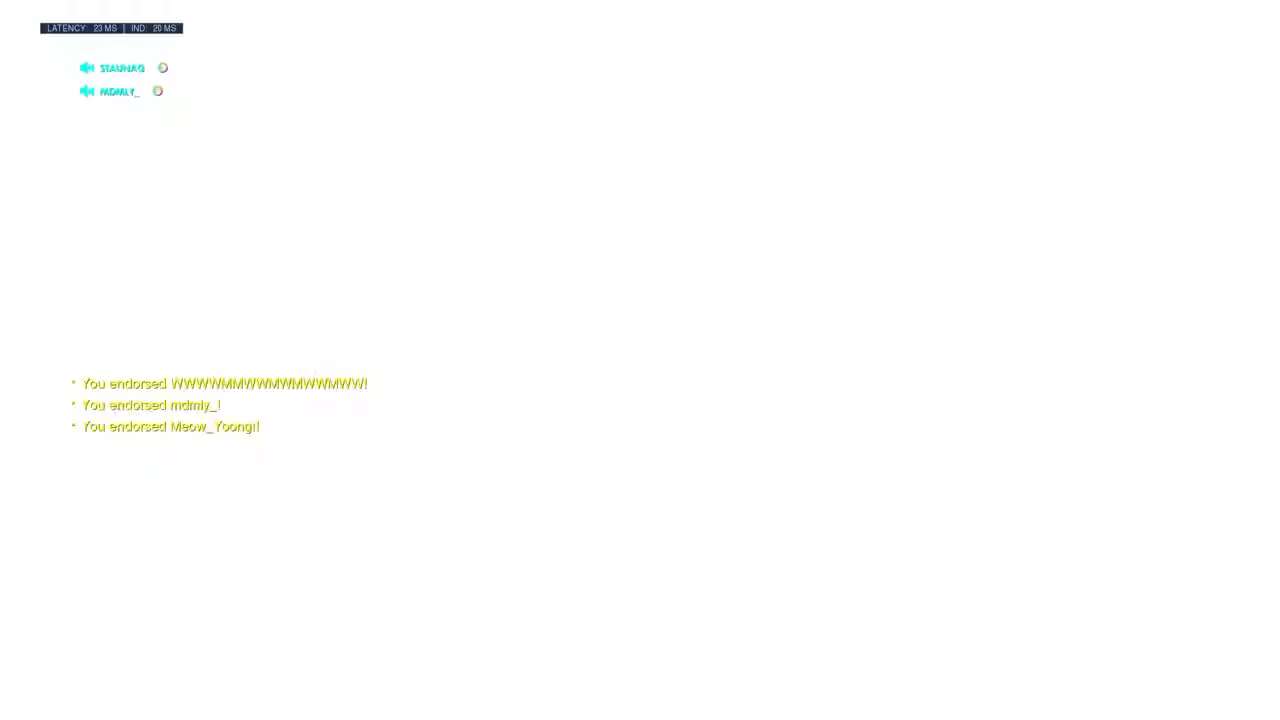 LATENCY: 23 MS | IND: 20 MS
STAUNAQ
MDMLY_
• You endorsed WWWWMMWWMWMWWMWW!
• You endorsed mdmly_!
• You endorsed Meow_Yoongi!